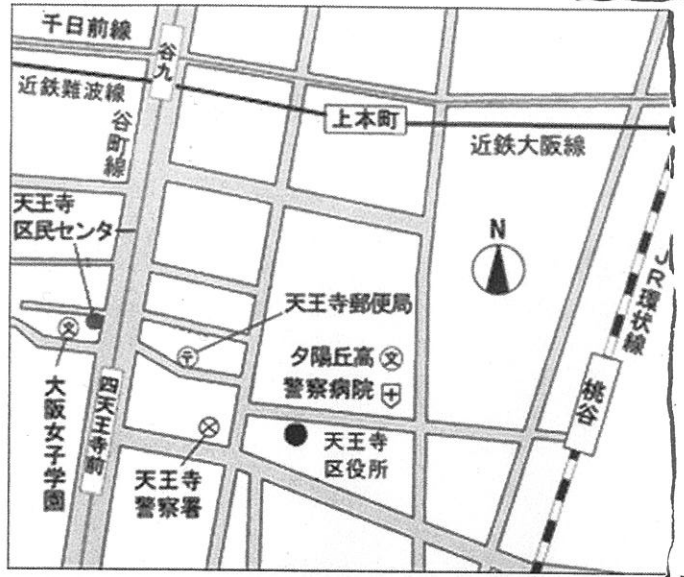 千日前線
谷九
近鉄難波線
谷町線
上本町
近鉄大阪線
天王寺
区民センタ
N
JR環状線
天王寺郵便局
〒
夕陽丘高
文
警察病院
桃谷
文
大阪女子学園
四天王寺前
天王寺
警察署
天王寺
区役所